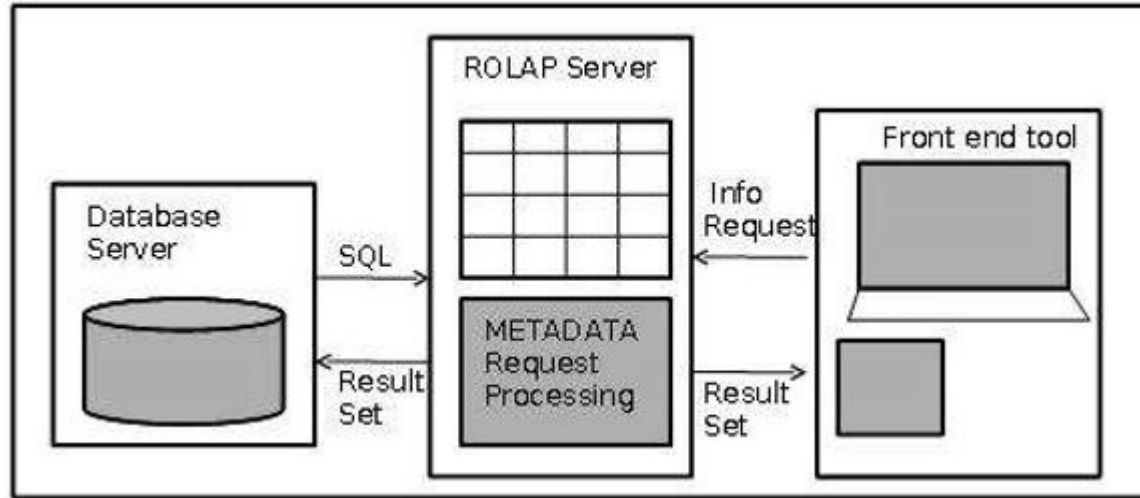 ROLAP Server
Front end tool
Database
Server
SQL
Info
Request
METADATA
Request
Processing
Result
Set
Result
Set